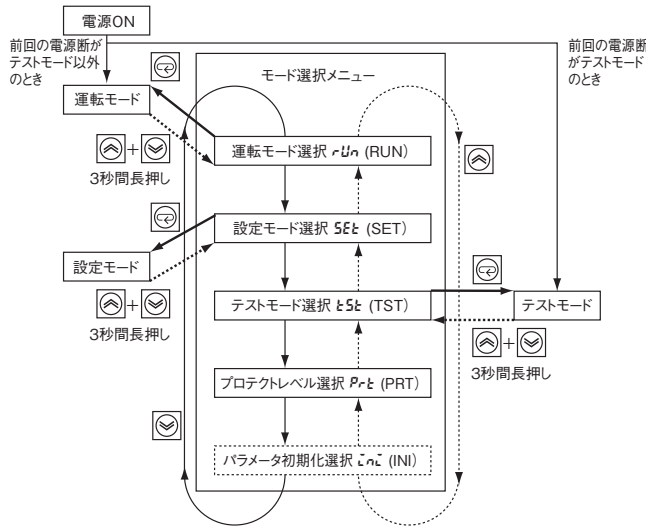 電源ON
前回の電源断が
テストモード以外
のとき
前回の電源断
がテストモード
のとき
モード選択メニュー
運転モード
運転モード選択 rUn (RUN)
+
3秒間長押し
設定モード選択 SEt (SET)
設定モード
+
3秒間長押し
テストモード選択 tSt (TST)
テストモード
+
3秒間長押し
プロテクトレベル選択 Prt (PRT)
パラメータ初期化選択 ini (INI)